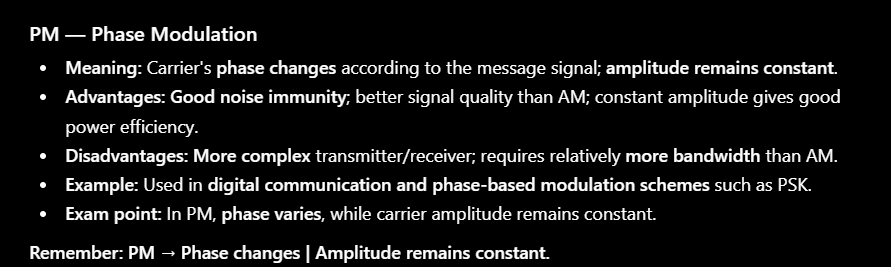 PM — Phase Modulation
• Meaning: Carrier's phase changes according to the message signal; amplitude remains constant.
• Advantages: Good noise immunity; better signal quality than AM; constant amplitude gives good
power efficiency.
• Disadvantages: More complex transmitter/receiver; requires relatively more bandwidth than AM.
• Example: Used in digital communication and phase-based modulation schemes such as PSK.
• Exam point: In PM, phase varies, while carrier amplitude remains constant.
Remember: PM → Phase changes | Amplitude remains constant.